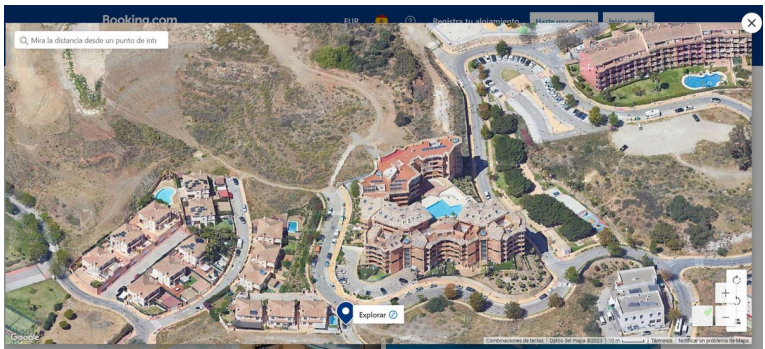 Booking.com
EUR
Registra tu alojamiento
Hazte una cuenta
Inicia sesión
Mira la distancia desde un punto de inte
Explorar
Google
Combinaciones de teclas
Datos del mapa ©2023
10 m
Términos
Notificar un problema de Maps